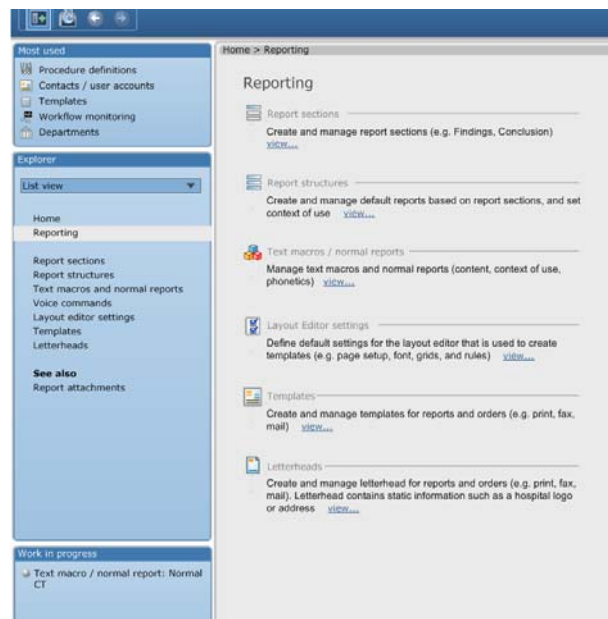 Most used
Procedure definitions
Contacts / user accounts
Templates
Workflow monitoring
Departments
Explorer
List view
Home
Reporting
Report sections
Report structures
Text macros and normal reports
Voice commands
Layout editor settings
Templates
Letterheads
See also
Report attachments
Work in progress
Text macro / normal report: Normal
CT
Home > Reporting
Reporting
Report sections
Create and manage report sections (e.g. Findings, Conclusion)
view...
Report structures
Create and manage default reports based on report sections, and set
context of use view...
Text macros / normal reports
Manage text macros and normal reports (content, context of use,
phonetics) view...
Layout Editor settings
Define default settings for the layout editor that is used to create
templates (e.g. page setup, font, grids, and rules) view...
Templates
Create and manage templates for reports and orders (e.g. print, fax,
mail) view...
Letterheads
Create and manage letterhead for reports and orders (e.g. print, fax,
mail). Letterhead contains static information such as a hospital logo
or address view...